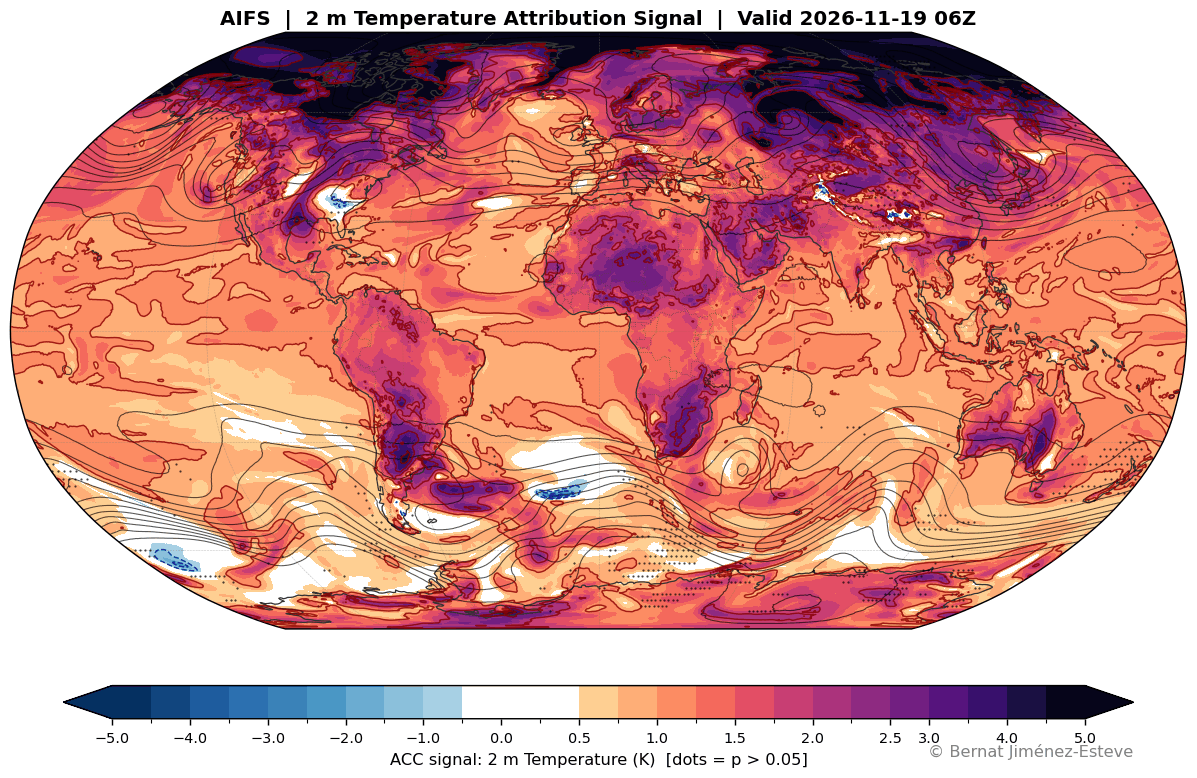 AIFS | 2 m Temperature Attribution Signal | Valid 2026-11-19 06Z
−5.0 −4.0 −3.0 −2.0 −1.0 0.0 0.5 1.0 1.5 2.0 2.5 3.0 4.0 5.0
© Bernat Jiménez-Esteve
ACC signal: 2 m Temperature (K) [dots = p > 0.05]